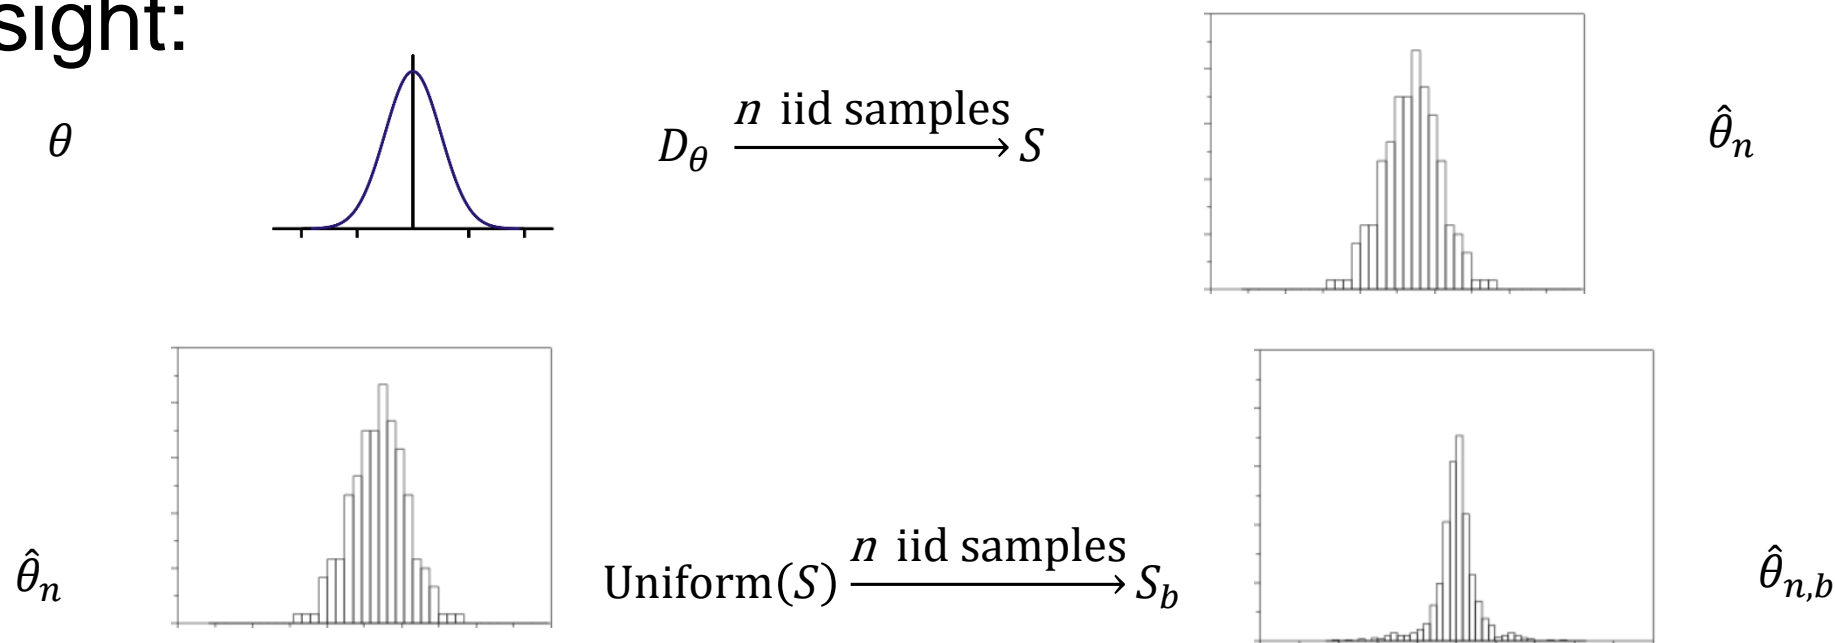 sight:
θ
n iid samples
D_θ ⟶ S
θ̂_n
θ̂_n
n iid samples
Uniform(S) ⟶ S_b
θ̂_{n,b}